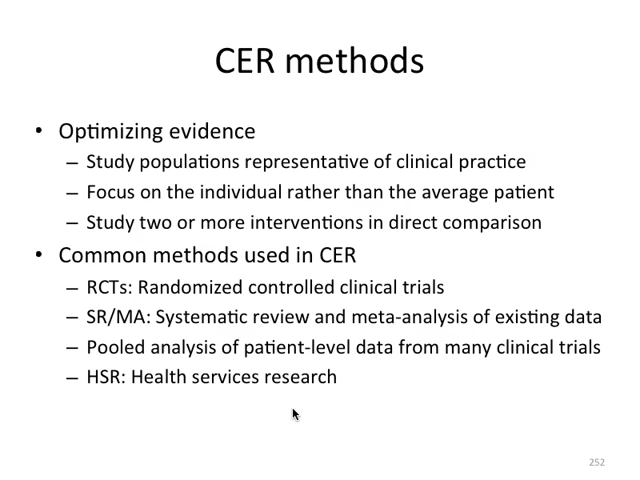 CER methods
• Optimizing evidence
– Study populations representative of clinical practice
– Focus on the individual rather than the average patient
– Study two or more interventions in direct comparison
• Common methods used in CER
– RCTs: Randomized controlled clinical trials
– SR/MA: Systematic review and meta-analysis of existing data
– Pooled analysis of patient-level data from many clinical trials
– HSR: Health services research
252